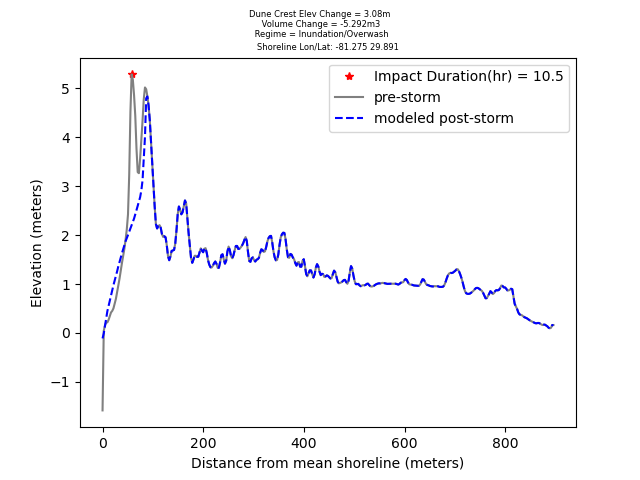 Dune Crest Elev Change = 3.08m
Volume Change = -5.292m3
Regime = Inundation/Overwash
Shoreline Lon/Lat: -81.275 29.891
Impact Duration(hr) = 10.5
pre-storm
modeled post-storm
Elevation (meters)
5
4
3
2
1
0
−1
0 200 400 600 800
Distance from mean shoreline (meters)